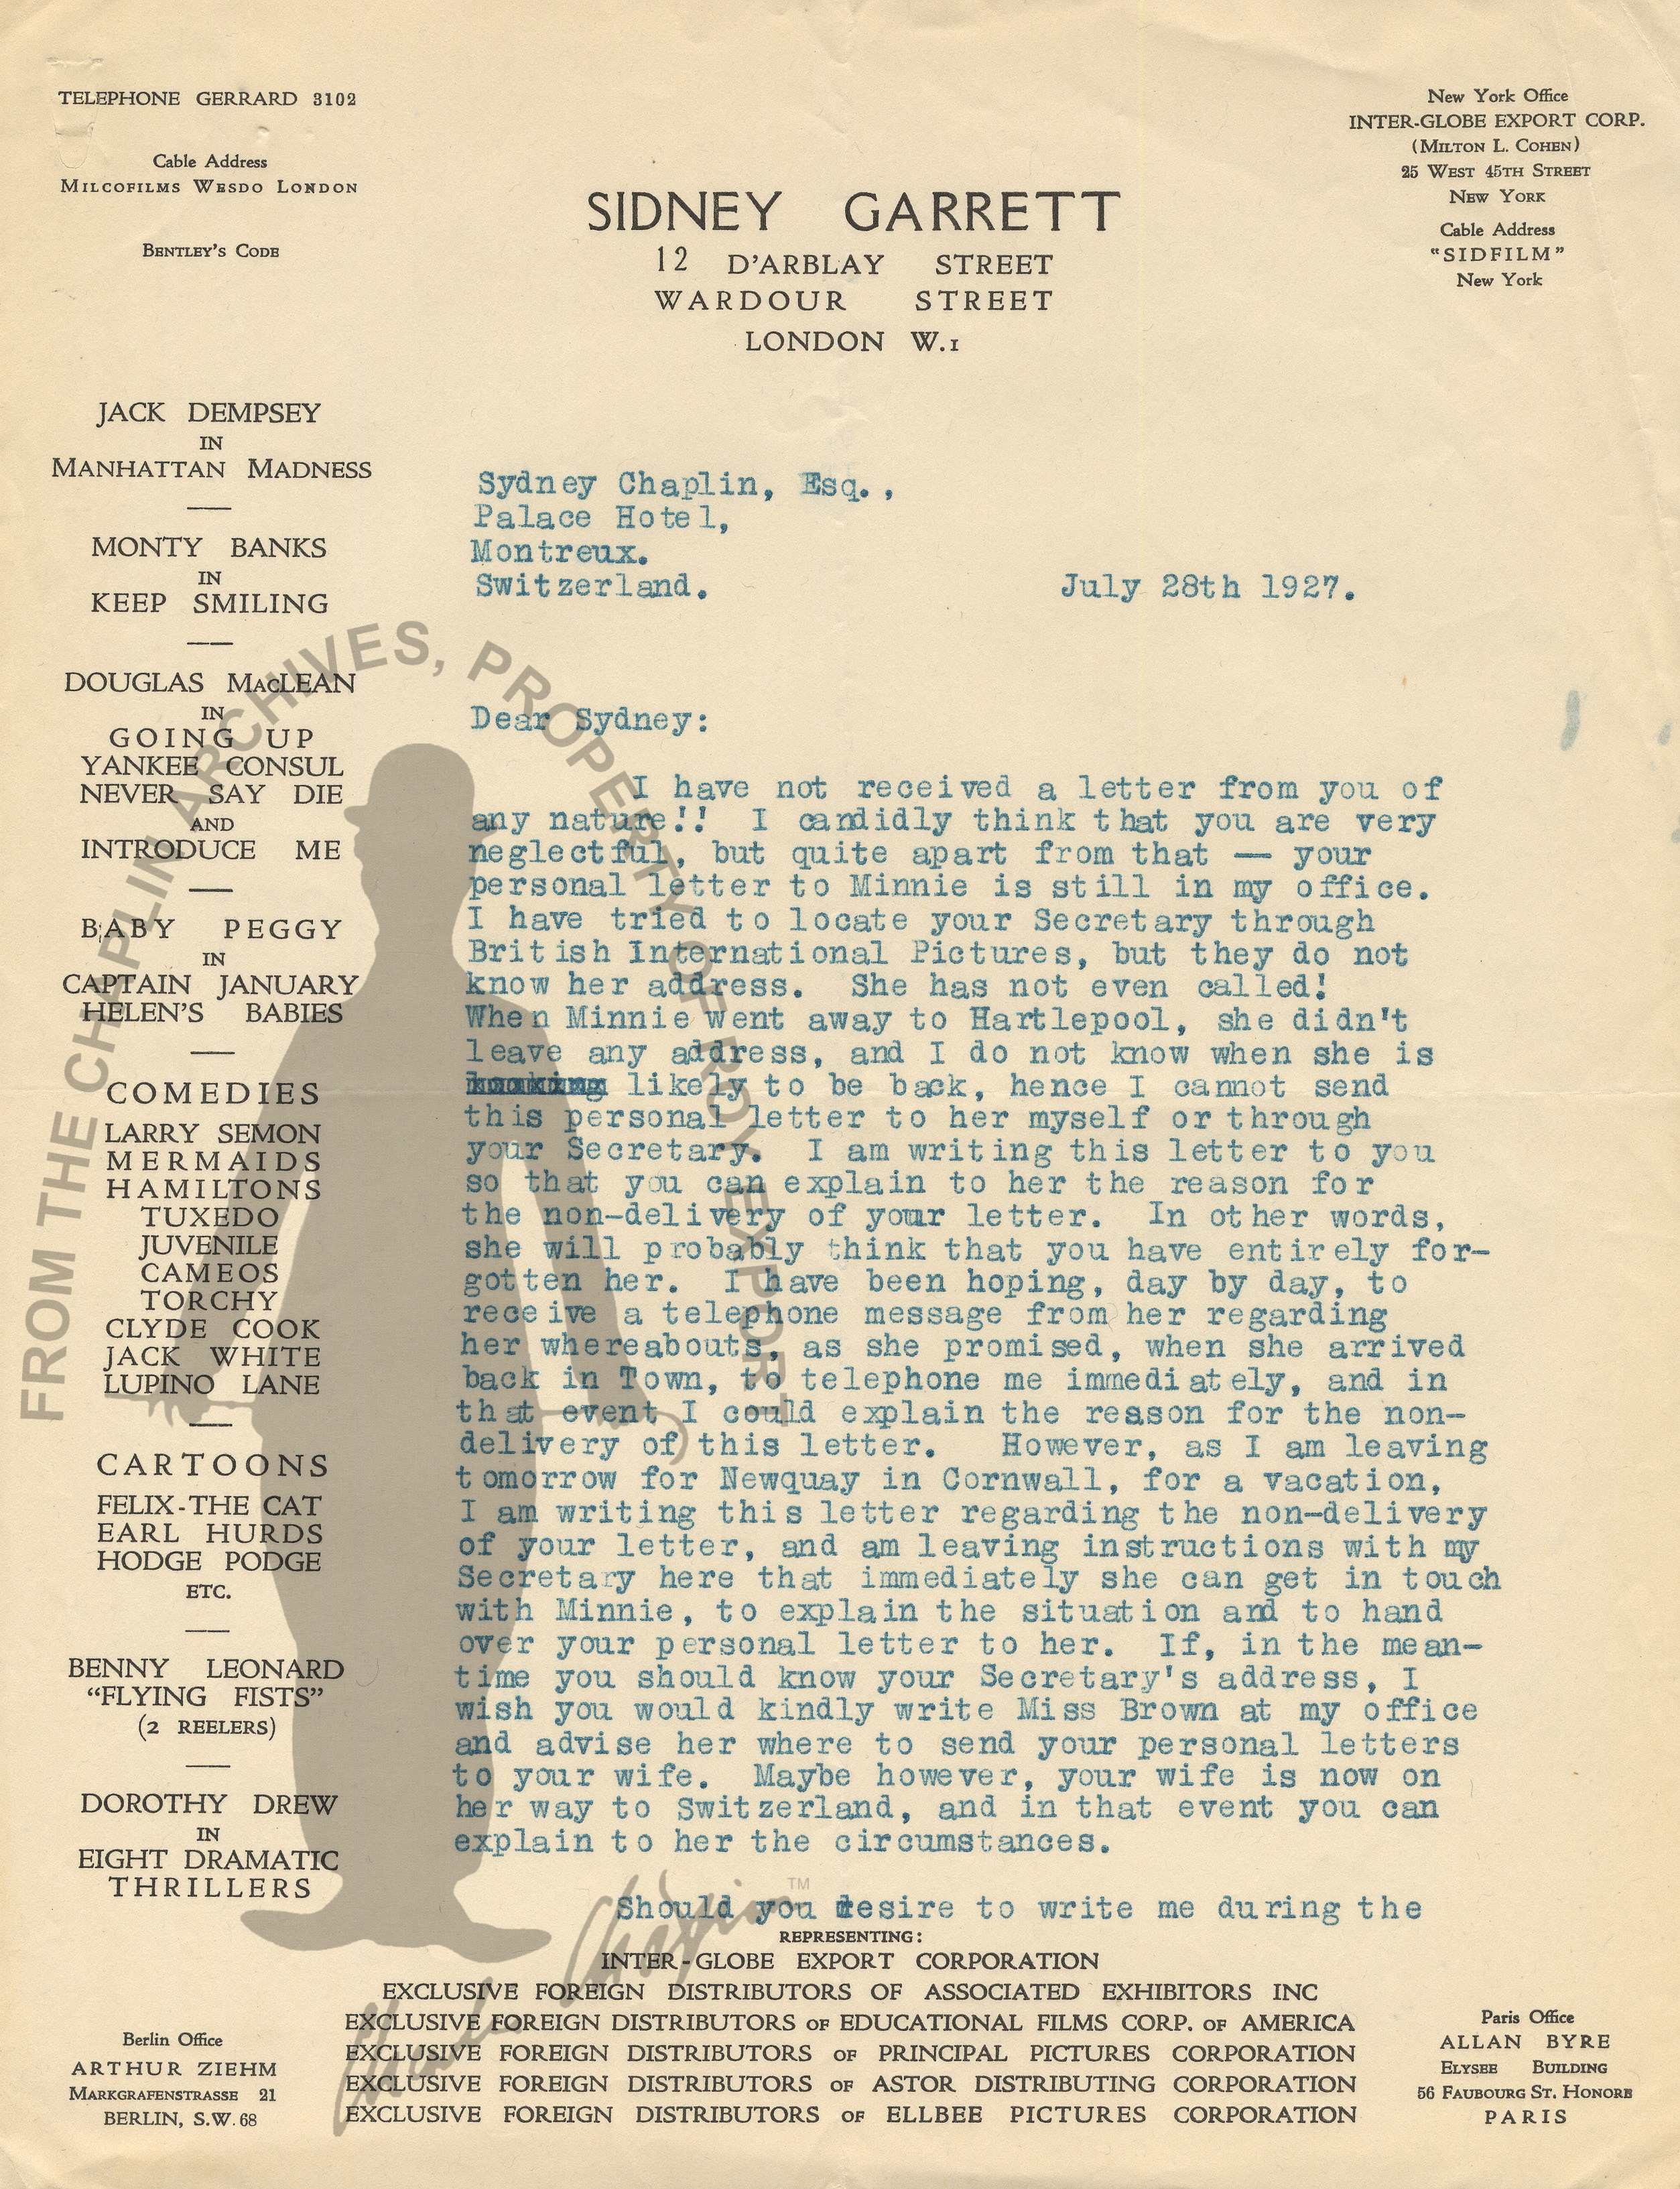 TELEPHONE GERRARD 3102
Cable Address
MILCOFILMS WESDO LONDON
BENTLEY'S CODE
New York Office
INTER-GLOBE EXPORT CORP.
(MILTON L. COHEN)
25 WEST 45TH STREET
NEW YORK
Cable Address
"SIDFILM"
New York
SIDNEY GARRETT
12 D'ARBLAY STREET
WARDOUR STREET
LONDON W.1
JACK DEMPSEY
IN
MANHATTAN MADNESS
MONTY BANKS
IN
KEEP SMILING
DOUGLAS MACLEAN
IN
GOING UP
YANKEE CONSUL
NEVER SAY DIE
AND
INTRODUCE ME
BABY PEGGY
IN
CAPTAIN JANUARY
HELEN'S BABIES
COMEDIES
LARRY SEMON
MERMAIDS
HAMILTONS
TUXEDO
JUVENILE
CAMEOS
TORCHY
CLYDE COOK
JACK WHITE
LUPINO LANE
CARTOONS
FELIX-THE CAT
EARL HURDS
HODGE PODGE
ETC.
BENNY LEONARD
"FLYING FISTS"
(2 REELERS)
DOROTHY DREW
IN
EIGHT DRAMATIC
THRILLERS
Sydney Chaplin, Esq.,
Palace Hotel,
Montreux.
Switzerland.
July 28th 1927.
Dear Sydney:
I have not received a letter from you of
any nature!! I candidly think that you are very
neglectful, but quite apart from that — your
personal letter to Minnie is still in my office.
I have tried to locate your Secretary through
British International Pictures, but they do not
know her address. She has not even called!
When Minnie went away to Hartlepool, she didn't
leave any address, and I do not know when she is
likely to be back, hence I cannot send
this personal letter to her myself or through
your Secretary. I am writing this letter to you
so that you can explain to her the reason for
the non-delivery of your letter. In other words,
she will probably think that you have entirely for-
gotten her. I have been hoping, day by day, to
receive a telephone message from her regarding
her whereabouts, as she promised, when she arrived
back in Town, to telephone me immediately, and in
that event I could explain the reason for the non-
delivery of this letter. However, as I am leaving
tomorrow for Newquay in Cornwall, for a vacation,
I am writing this letter regarding the non-delivery
of your letter, and am leaving instructions with my
Secretary here that immediately she can get in touch
with Minnie, to explain the situation and to hand
over your personal letter to her. If, in the mean-
time you should know your Secretary's address, I
wish you would kindly write Miss Brown at my office
and advise her where to send your personal letters
to your wife. Maybe however, your wife is now on
her way to Switzerland, and in that event you can
explain to her the circumstances.
Should you desire to write me during the
REPRESENTING:
INTER-GLOBE EXPORT CORPORATION
EXCLUSIVE FOREIGN DISTRIBUTORS OF ASSOCIATED EXHIBITORS INC
EXCLUSIVE FOREIGN DISTRIBUTORS OF EDUCATIONAL FILMS CORP. OF AMERICA
EXCLUSIVE FOREIGN DISTRIBUTORS OF PRINCIPAL PICTURES CORPORATION
EXCLUSIVE FOREIGN DISTRIBUTORS OF ASTOR DISTRIBUTING CORPORATION
EXCLUSIVE FOREIGN DISTRIBUTORS OF ELLBEE PICTURES CORPORATION
Berlin Office
ARTHUR ZIEHM
MARKGRAFENSTRASSE 21
BERLIN, S.W. 68
Paris Office
ALLAN BYRE
ELYSEE BUILDING
56 FAUBOURG ST. HONORE
PARIS
FROM THE CHAPLIN ARCHIVES, PROPERTY OF ROY EXPORT
Charles Chaplin™